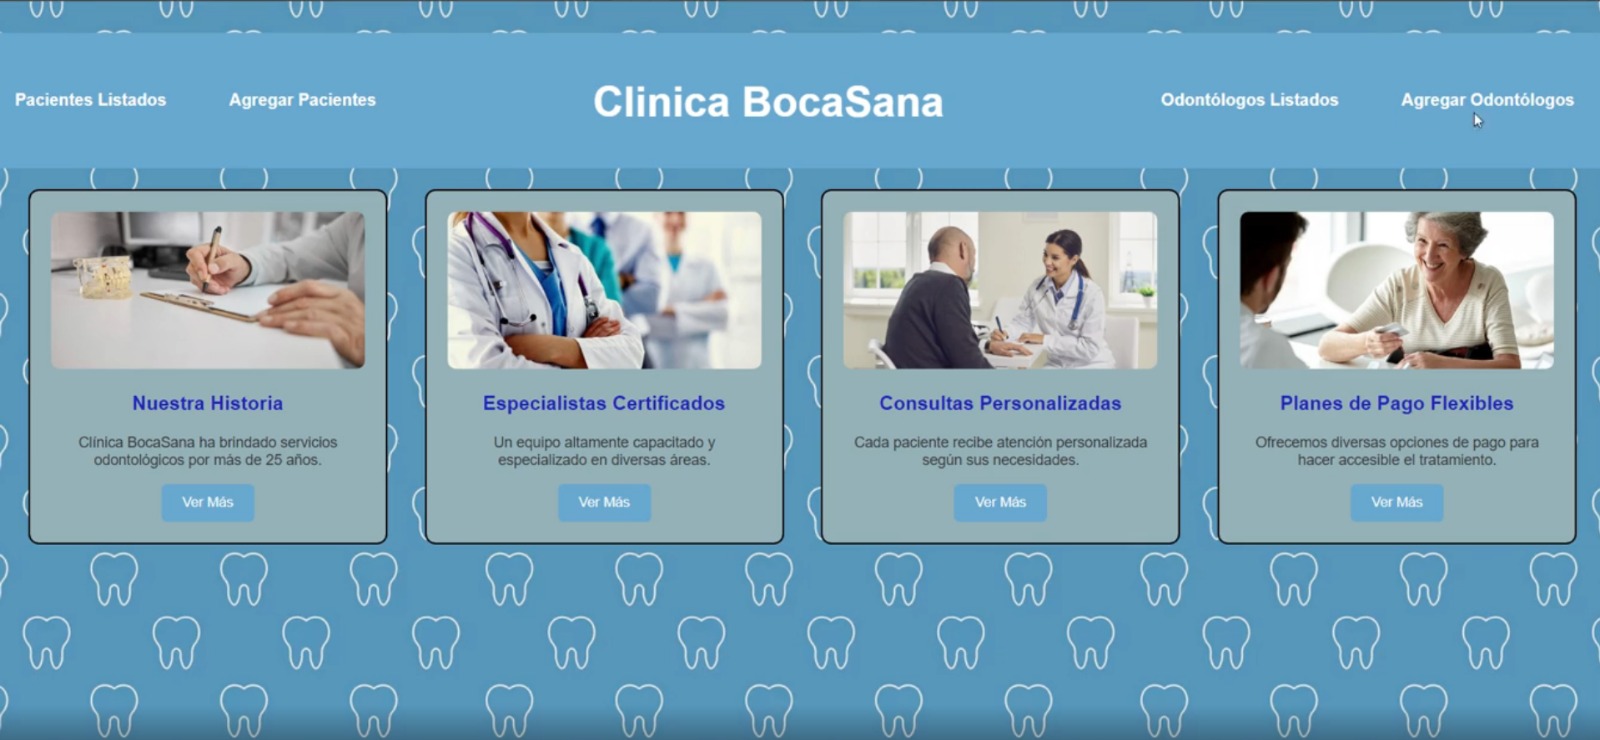 Pacientes Listados
Agregar Pacientes
Clinica BocaSana
Odontólogos Listados
Agregar Odontólogos
Nuestra Historia
Clínica BocaSana ha brindado servicios
odontológicos por más de 25 años.
Ver Más
Especialistas Certificados
Un equipo altamente capacitado y
especializado en diversas áreas.
Ver Más
Consultas Personalizadas
Cada paciente recibe atención personalizada
según sus necesidades.
Ver Más
Planes de Pago Flexibles
Ofrecemos diversas opciones de pago para
hacer accesible el tratamiento.
Ver Más